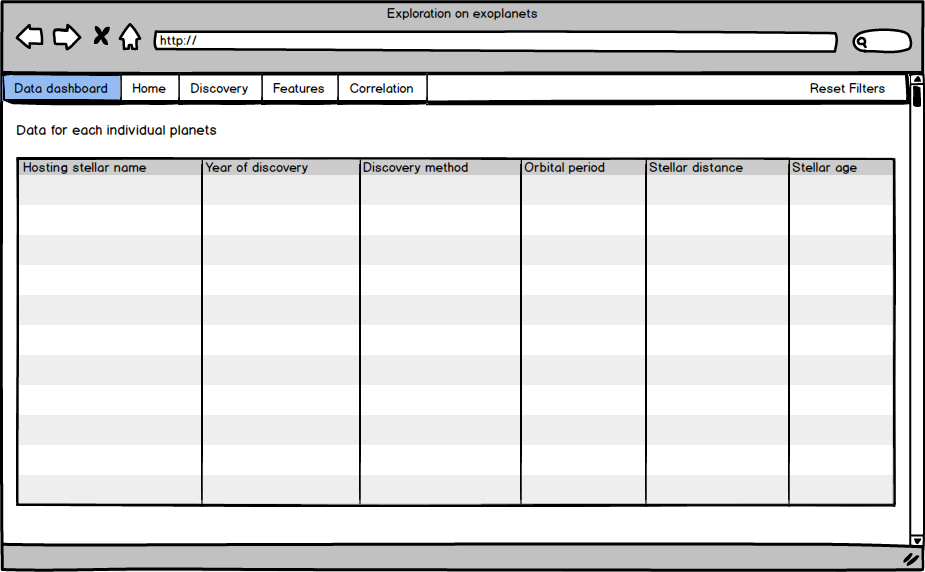 Exploration on exoplanets
http://
Data dashboard Home Discovery Features Correlation Reset Filters
Data for each individual planets
Hosting stellar name Year of discovery Discovery method Orbital period Stellar distance Stellar age